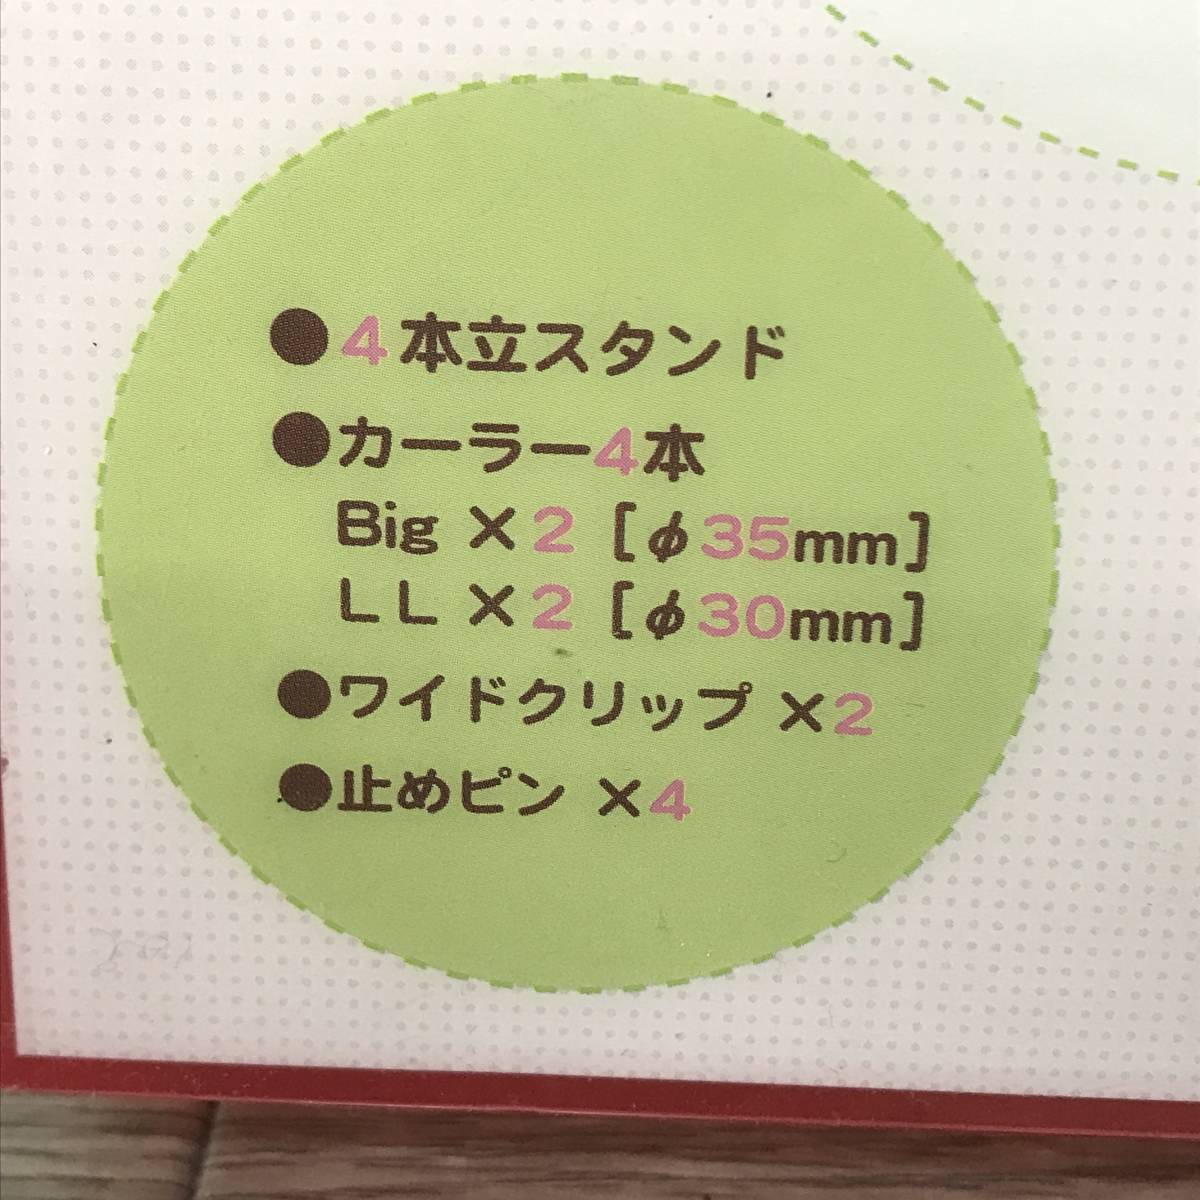 ●4本立スタンド
●カーラー4本
Big ×2 [φ35mm]
LL ×2 [φ30mm]
●ワイドクリップ ×2
●止めピン ×4